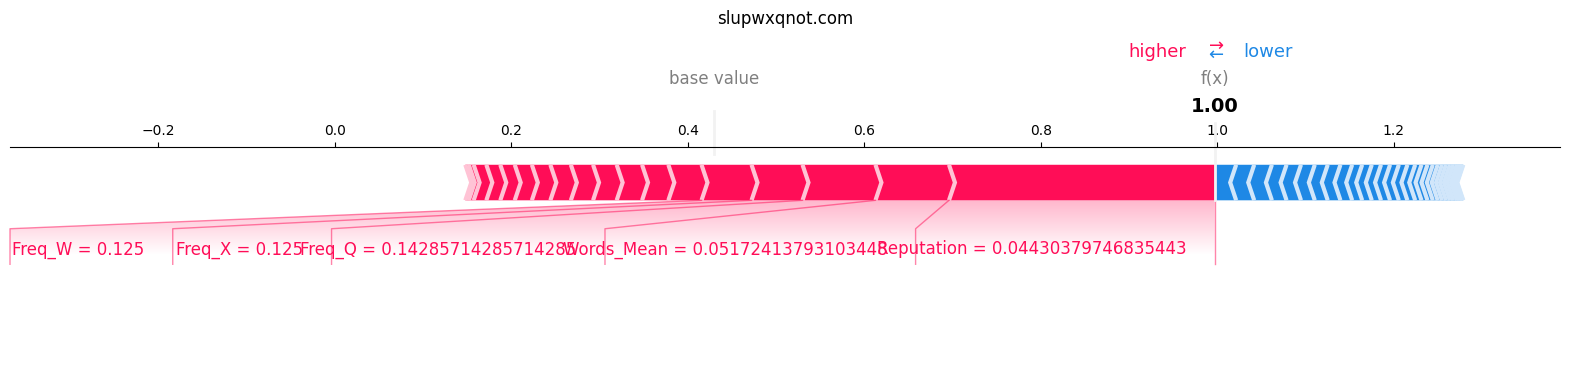 slupwxqnot.com
higher → ← lower
base value f(x)
1.00
−0.2 0.0 0.2 0.4 0.6 0.8 1.0 1.2
Freq_W = 0.125 Freq_X = 0.125 Freq_Q = 0.14285714285714285 Words_Mean = 0.05172413793103448 Reputation = 0.04430379746835443